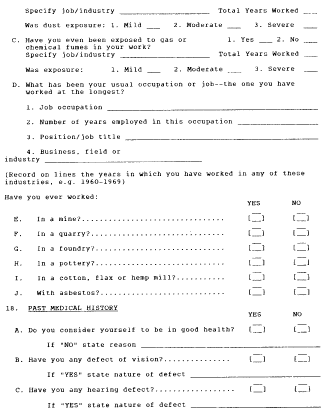 Specify job/industry ____________ Total Years Worked ___
Was dust exposure: 1. Mild ___ 2. Moderate ___ 3. Severe ___
C. Have you even been exposed to gas or 1. Yes ___ 2. No ___
chemical fumes in your work?
Specify job/industry ____________ Total Years Worked ___
Was exposure: 1. Mild ___ 2. Moderate ___ 3. Severe ___
D. What has been your usual occupation or job--the one you have
worked at the longest?
1. Job occupation ____________
2. Number of years employed in this occupation ____________
3. Position/job title ____________
4. Business, field or
industry ____________
(Record on lines the years in which you have worked in any of these
industries, e.g. 1960-1969)
Have you ever worked:
YES NO
E. In a mine?.................................. [__] [__]
F. In a quarry?................................ [__] [__]
G. In a foundry?............................... [__] [__]
H. In a pottery?............................... [__] [__]
I. In a cotton, flax or hemp mill?............. [__] [__]
J. With asbestos?.............................. [__] [__]
18. PAST MEDICAL HISTORY
YES NO
A. Do you consider yourself to be in good health? [__] [__]
If "NO" state reason ____________
B. Have you any defect of vision?............... [__] [__]
If "YES" state nature of defect ____________
C. Have you any hearing defect?................. [__] [__]
If "YES" state nature of defect ____________